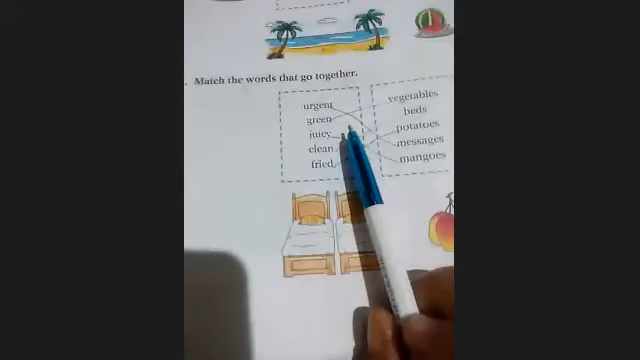 . Match the words that go together.
urgent
green
juicy
clean
fried
vegetables
beds
potatoes
messages
mangoes